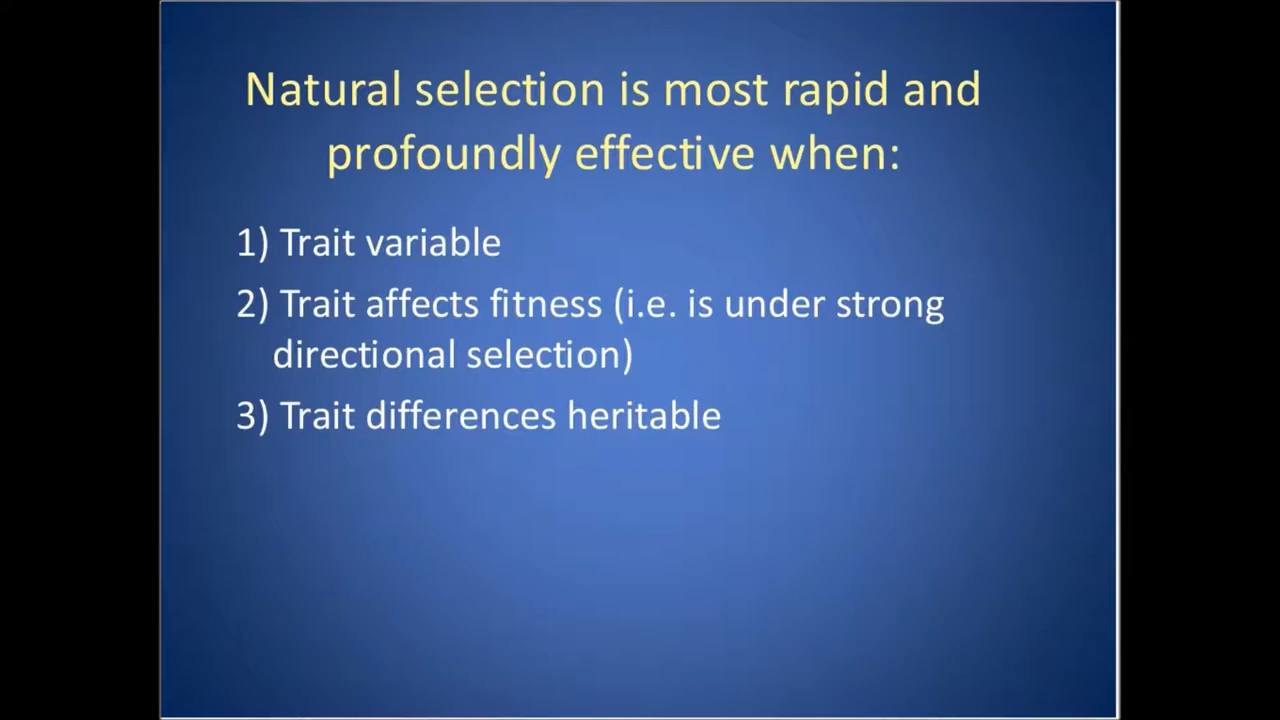 Natural selection is most rapid and
profoundly effective when:
1) Trait variable
2) Trait affects fitness (i.e. is under strong
directional selection)
3) Trait differences heritable